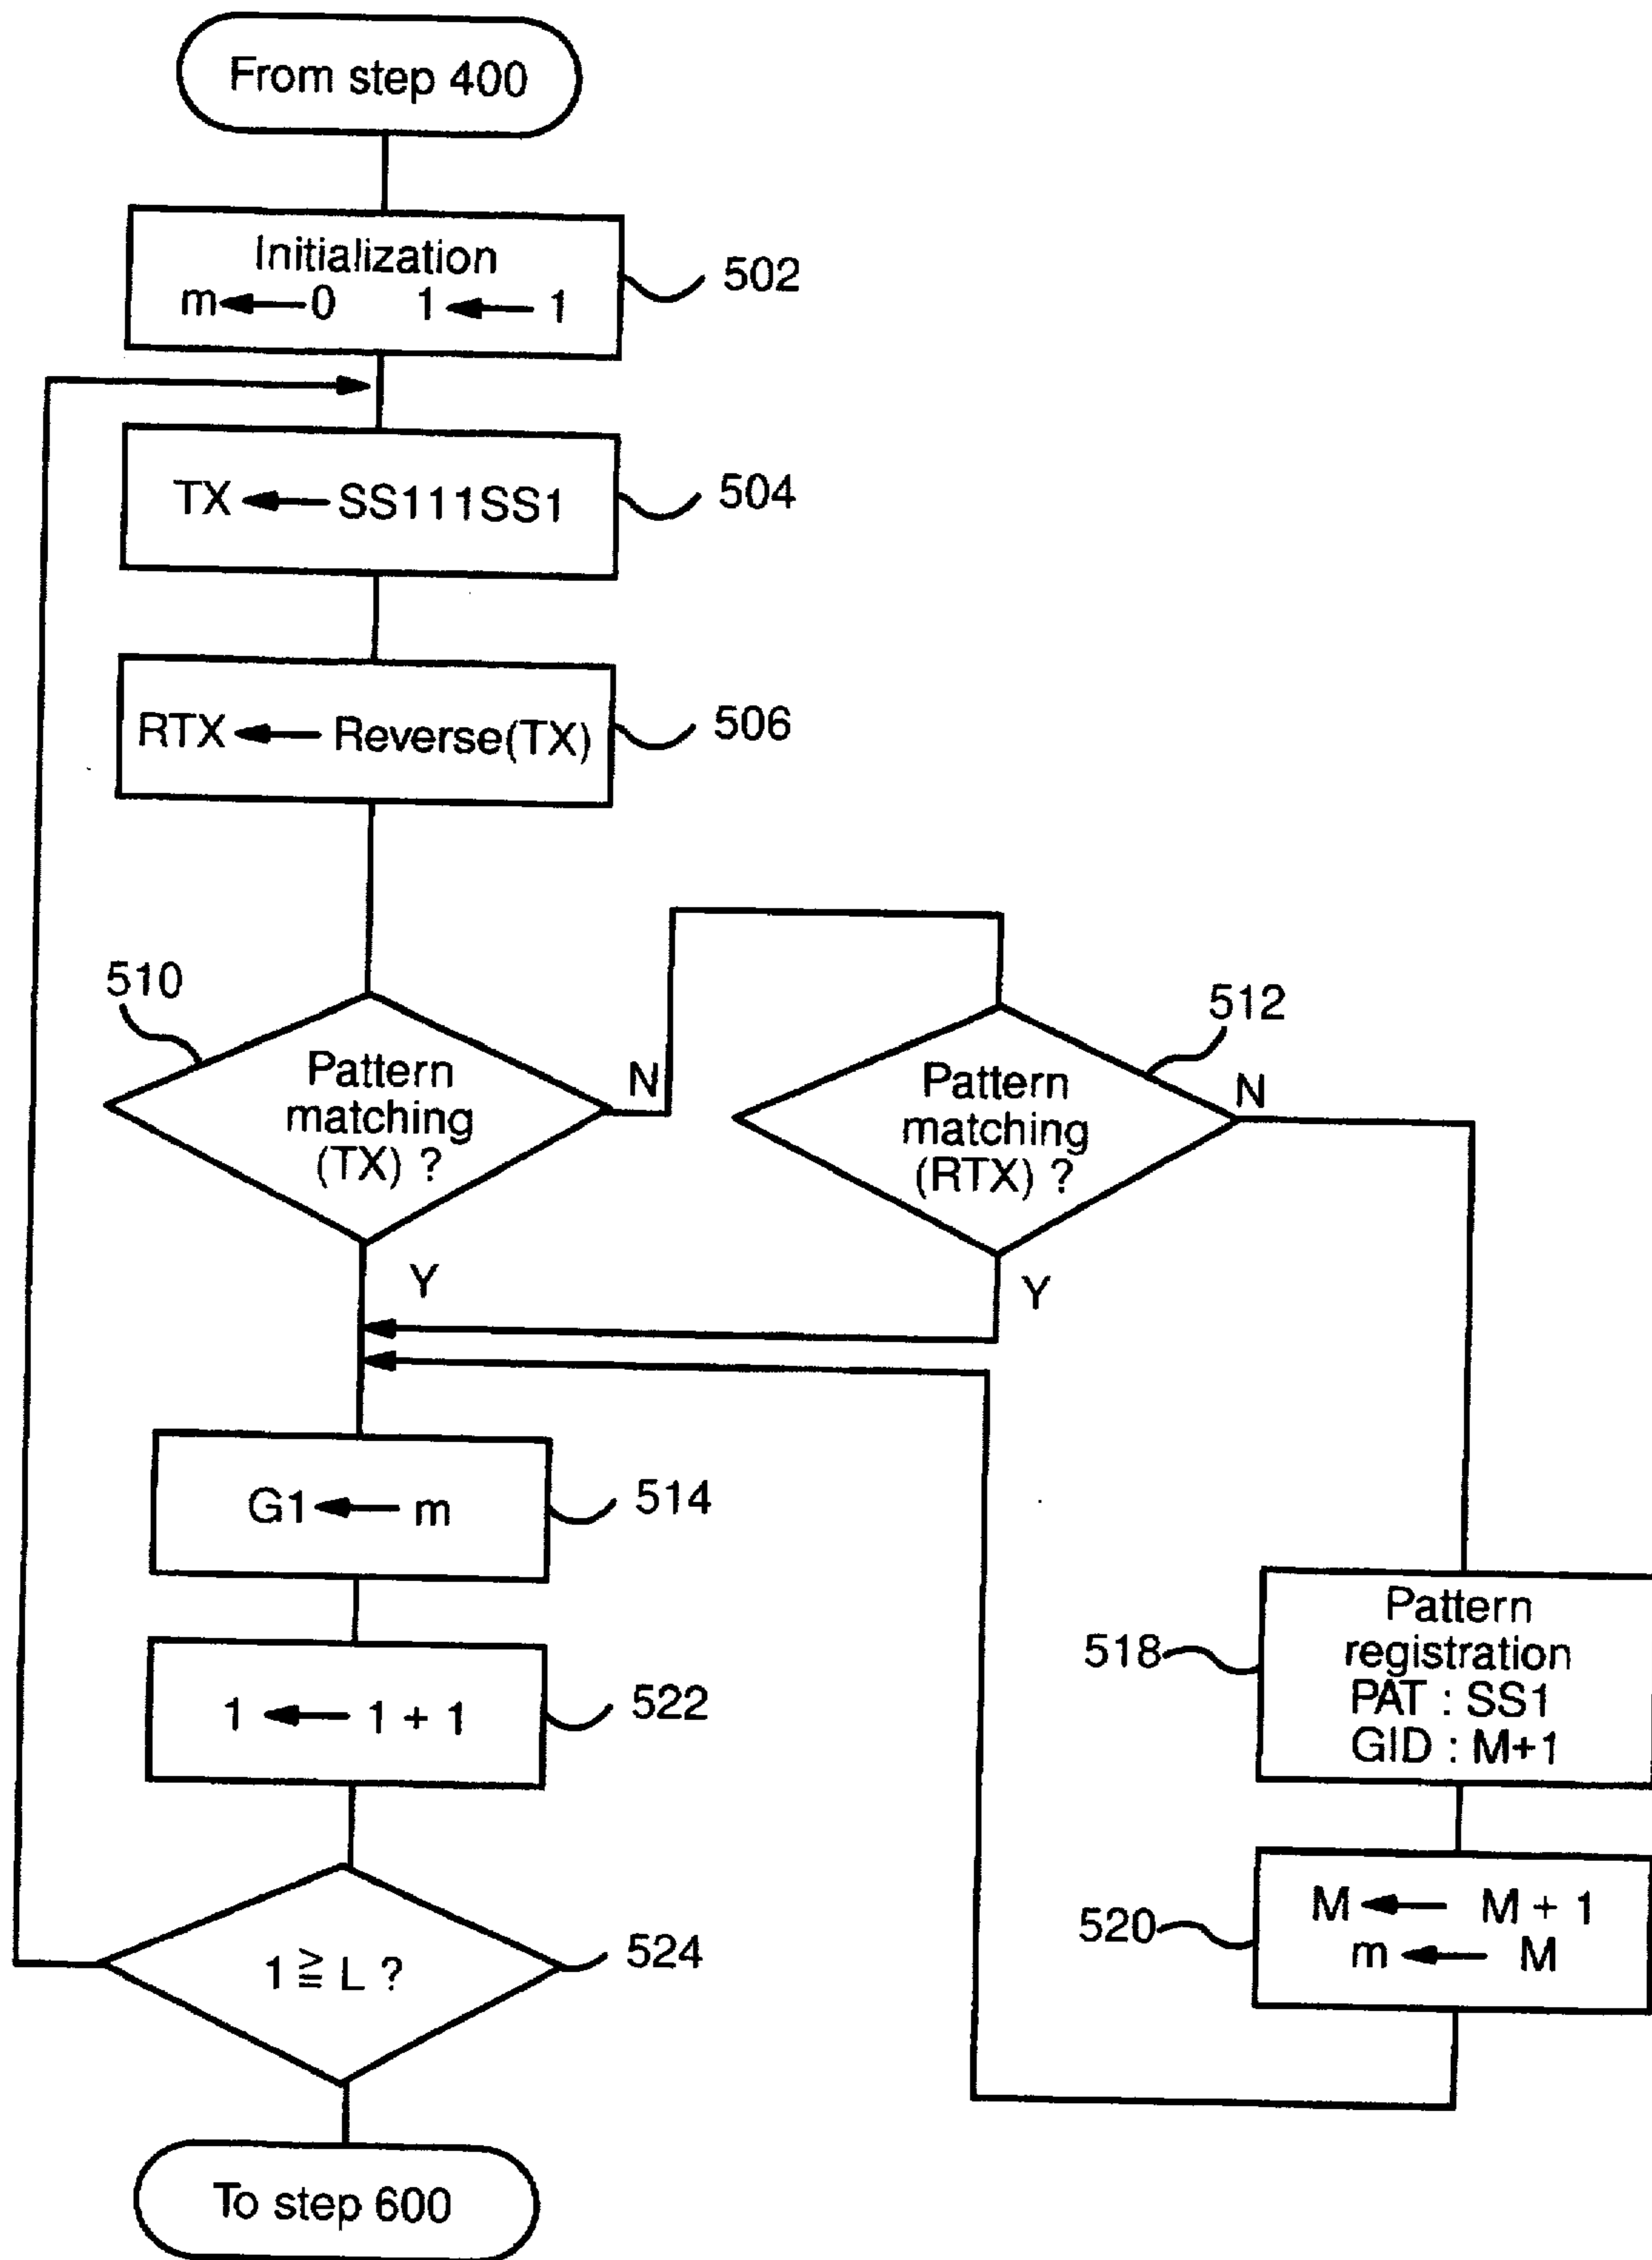 From step 400
Initialization
m ← 0 1 ← 1
502
TX ← SS111SS1
504
RTX ← Reverse(TX)
506
510
Pattern
matching
(TX) ?
N
Y
512
Pattern
matching
(RTX) ?
N
Y
G1 ← m
514
518
Pattern
registration
PAT : SS1
GID : M+1
1 ← 1 + 1
522
520
M ← M + 1
m ← M
1 ≧ L ?
524
To step 600